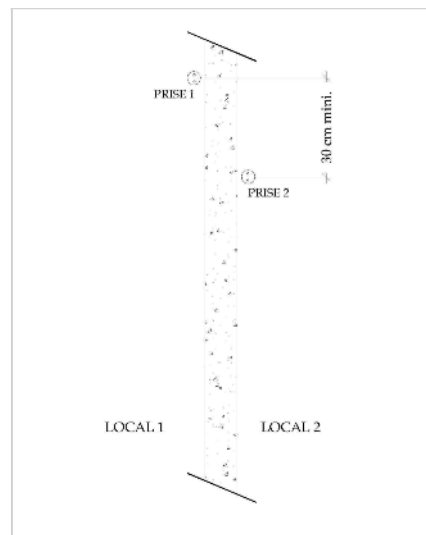 PRISE 1
30 cm mini.
PRISE 2
LOCAL 1
LOCAL 2